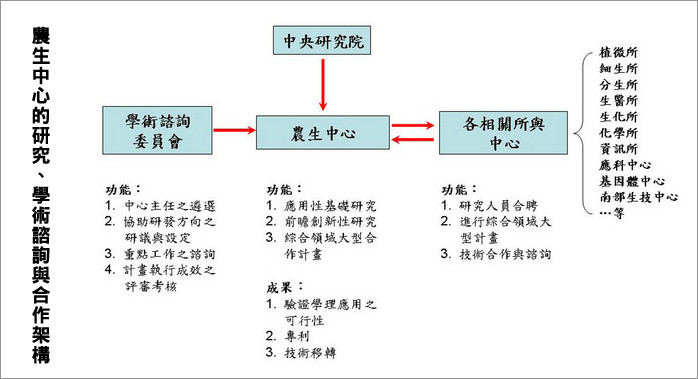 農生中心的研究、學術諮詢與合作架構
中央研究院
學術諮詢
委員會
農生中心
各相關所與
中心
植微所
細生所
分生所
生醫所
生化所
化學所
資訊所
應科中心
基因體中心
南部生技中心
…等
功能：
1. 中心主任之遴選
2. 協助研發方向之
研議與設定
3. 重點工作之諮詢
4. 計畫執行成效之
評審考核
功能：
1. 應用性基礎研究
2. 前瞻創新性研究
3. 綜合領域大型合
作計畫
成果：
1. 驗證學理應用之
可行性
2. 專利
3. 技術移轉
功能：
1. 研究人員合聘
2. 進行綜合領域大
型計畫
3. 技術合作與諮詢